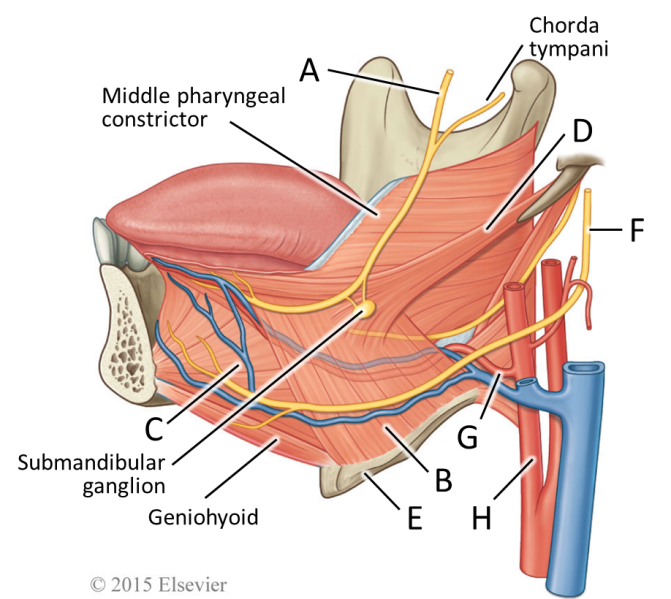 Chorda
tympani
A
Middle pharyngeal
constrictor
D
F
C
G
B
Submandibular
ganglion
E
H
Geniohyoid
© 2015 Elsevier